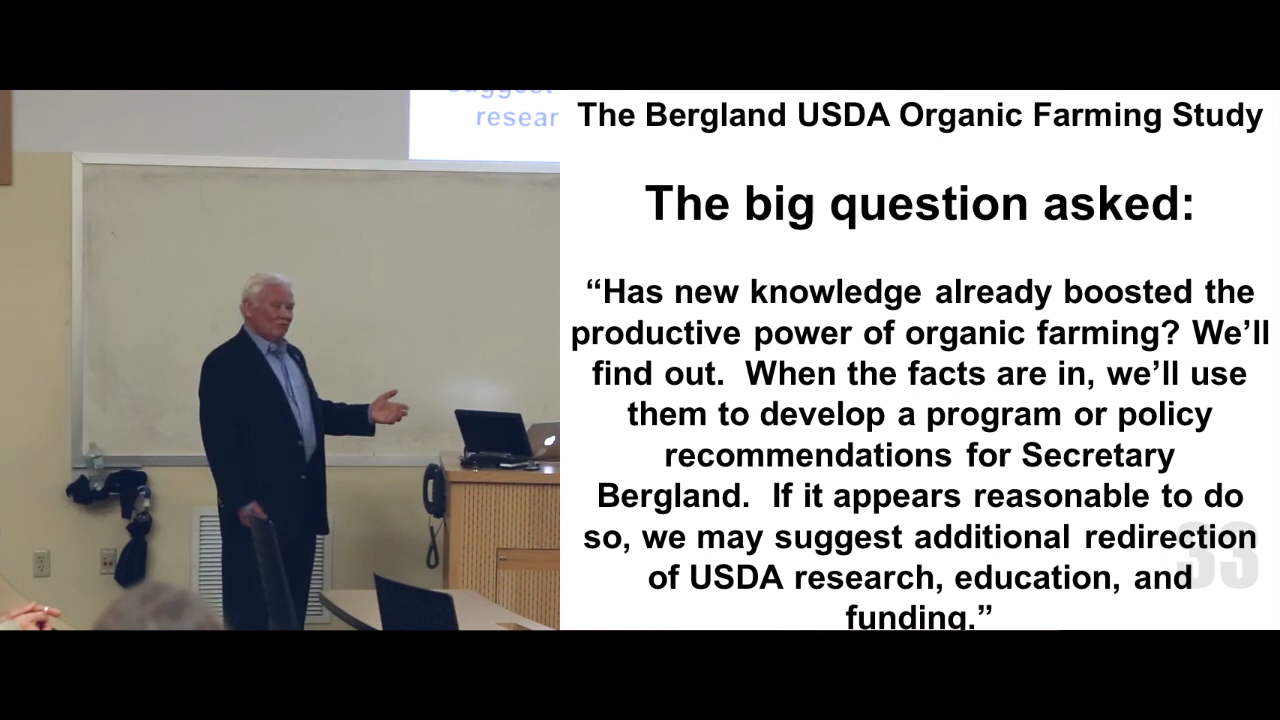 suggest
resear
The Bergland USDA Organic Farming Study
The big question asked:
“Has new knowledge already boosted the
productive power of organic farming? We’ll
find out. When the facts are in, we’ll use
them to develop a program or policy
recommendations for Secretary
Bergland. If it appears reasonable to do
so, we may suggest additional redirection
of USDA research, education, and
funding.”
33